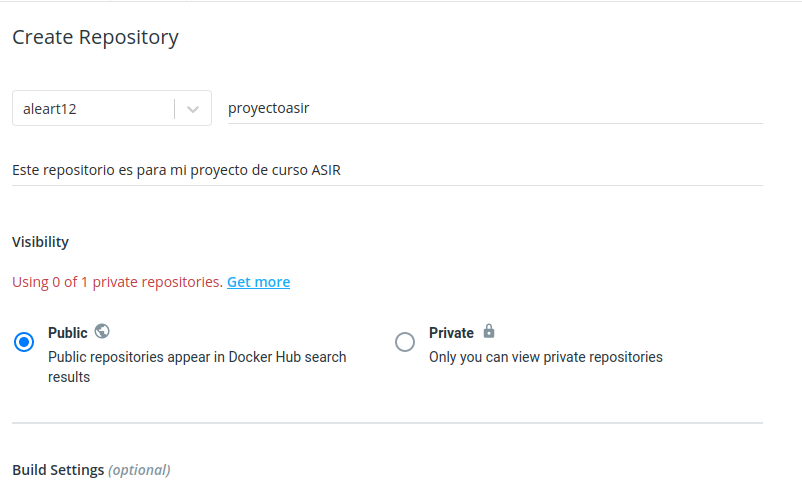 Create Repository
aleart12
proyectoasir
Este repositorio es para mi proyecto de curso ASIR
Visibility
Using 0 of 1 private repositories. Get more
Public
Public repositories appear in Docker Hub search
results
Private
Only you can view private repositories
Build Settings (optional)